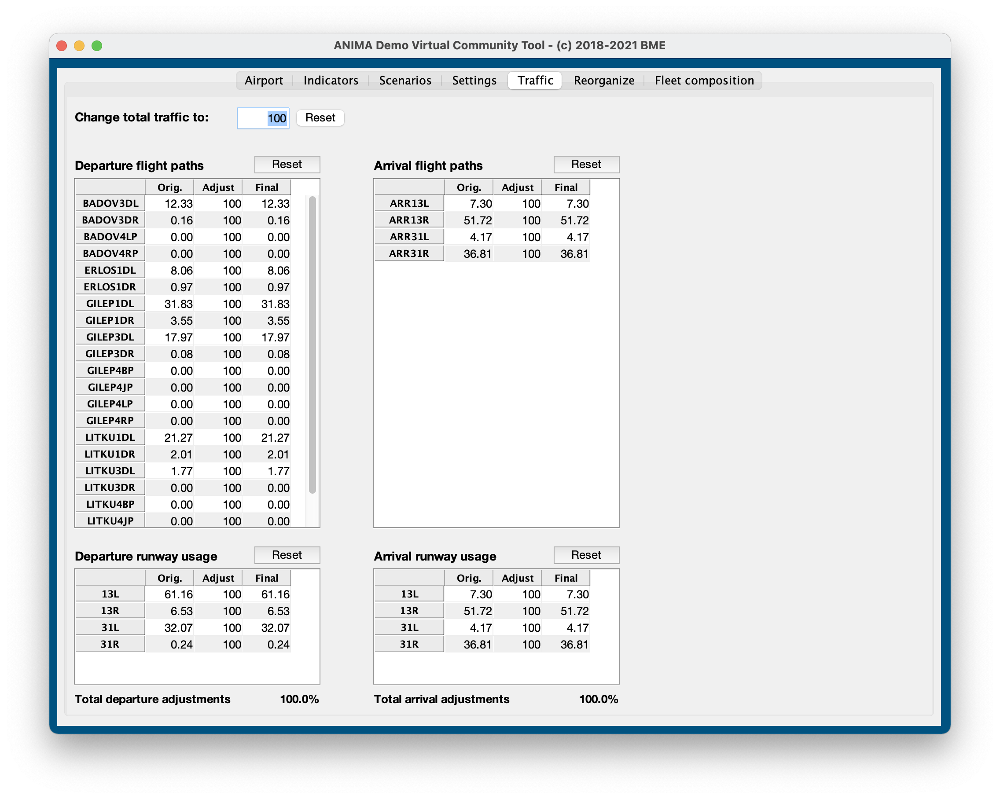 ANIMA Demo Virtual Community Tool - (c) 2018-2021 BME
Airport Indicators Scenarios Settings Traffic Reorganize Fleet composition
Change total traffic to: 100 Reset
Departure flight paths Reset
Orig. Adjust Final
BADOV3DL 12.33 100 12.33
BADOV3DR 0.16 100 0.16
BADOV4LP 0.00 100 0.00
BADOV4RP 0.00 100 0.00
ERLOS1DL 8.06 100 8.06
ERLOS1DR 0.97 100 0.97
GILEP1DL 31.83 100 31.83
GILEP1DR 3.55 100 3.55
GILEP3DL 17.97 100 17.97
GILEP3DR 0.08 100 0.08
GILEP4BP 0.00 100 0.00
GILEP4JP 0.00 100 0.00
GILEP4LP 0.00 100 0.00
GILEP4RP 0.00 100 0.00
LITKU1DL 21.27 100 21.27
LITKU1DR 2.01 100 2.01
LITKU3DL 1.77 100 1.77
LITKU3DR 0.00 100 0.00
LITKU4BP 0.00 100 0.00
LITKU4JP 0.00 100 0.00
Arrival flight paths Reset
Orig. Adjust Final
ARR13L 7.30 100 7.30
ARR13R 51.72 100 51.72
ARR31L 4.17 100 4.17
ARR31R 36.81 100 36.81
Departure runway usage Reset
Orig. Adjust Final
13L 61.16 100 61.16
13R 6.53 100 6.53
31L 32.07 100 32.07
31R 0.24 100 0.24
Total departure adjustments 100.0%
Arrival runway usage Reset
Orig. Adjust Final
13L 7.30 100 7.30
13R 51.72 100 51.72
31L 4.17 100 4.17
31R 36.81 100 36.81
Total arrival adjustments 100.0%